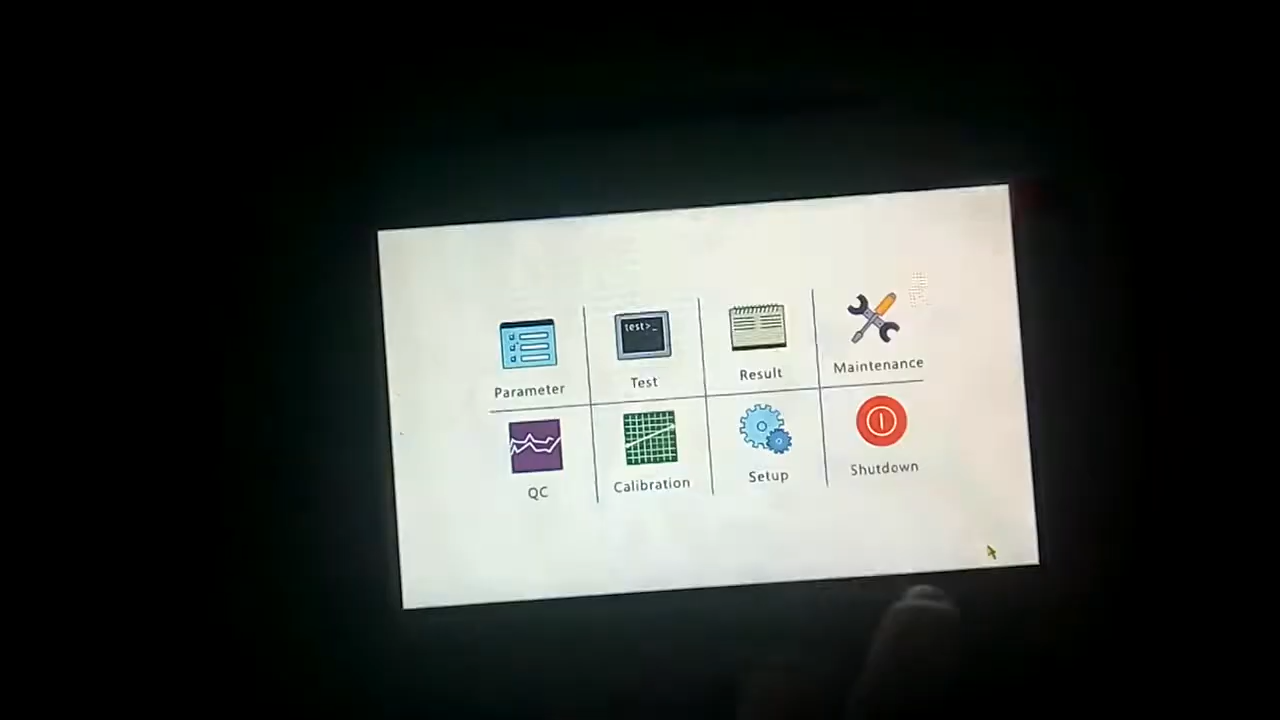 test>_
Parameter
Test
Result
Maintenance
QC
Calibration
Setup
Shutdown